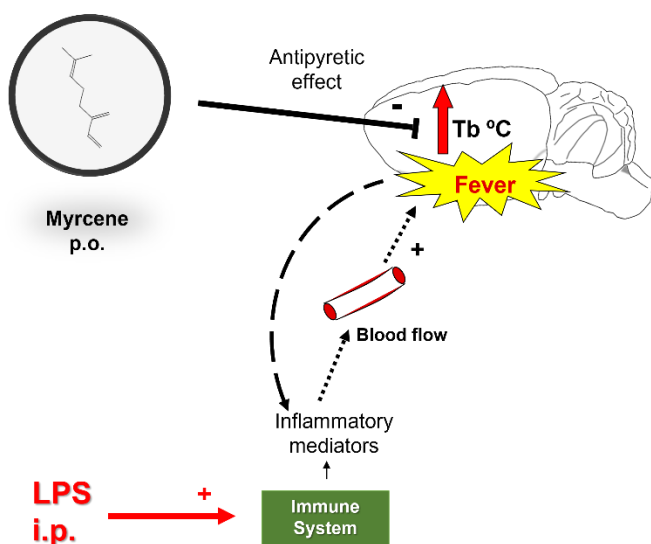 Antipyretic
effect
-
Tb ºC
Fever
Myrcene
p.o.
+
Blood flow
Inflammatory
mediators
LPS
i.p.
+
Immune
System